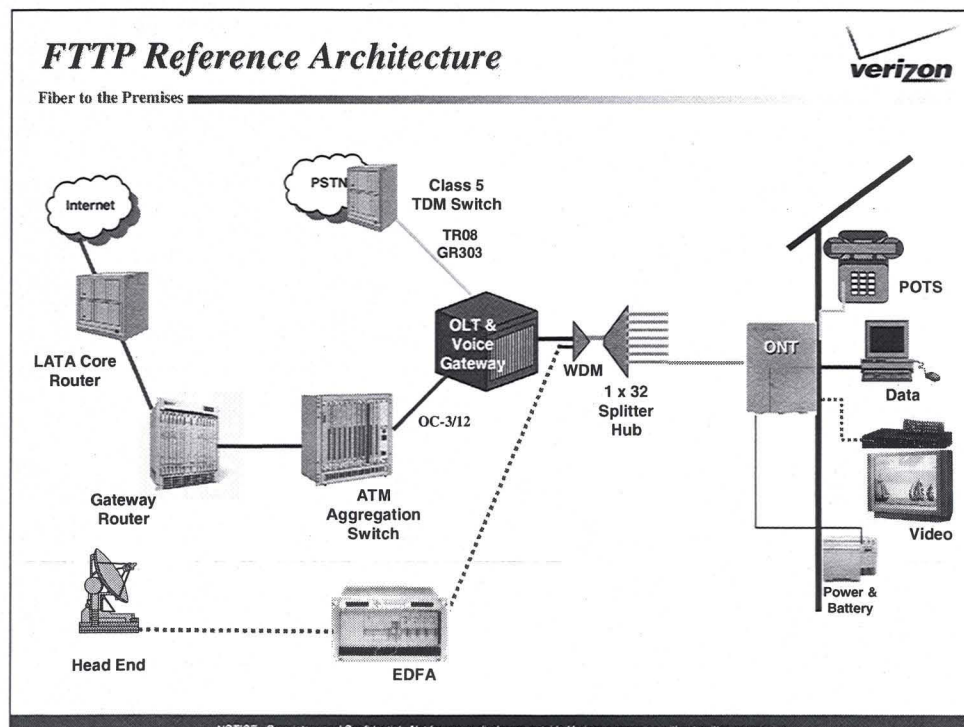 FTTP Reference Architecture
verizon
Fiber to the Premises
Internet
PSTN
Class 5
TDM Switch
TR08
GR303
LATA Core
Router
OLT &
Voice
Gateway
WDM
1 x 32
Splitter
Hub
ONT
POTS
Data
Video
Power &
Battery
OC-3/12
Gateway
Router
ATM
Aggregation
Switch
Head End
EDFA